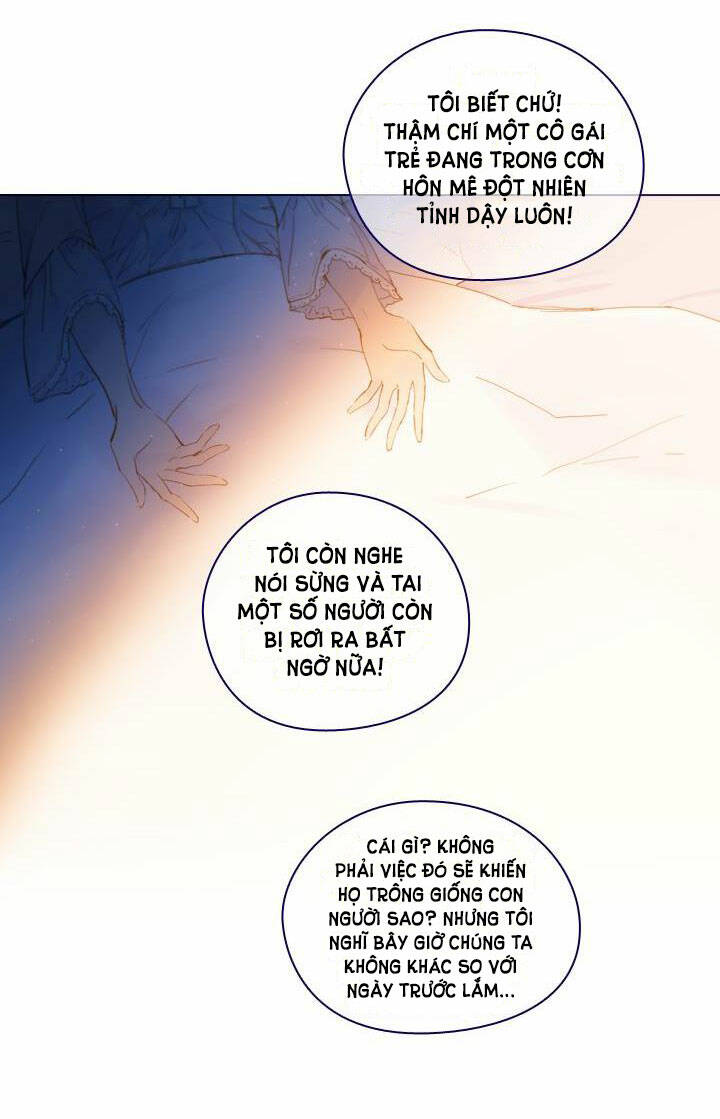 TÔI BIẾT CHỨ!
THẬM CHÍ MỘT CÔ GÁI
TRẺ ĐANG TRONG CƠN
HÔN MÊ ĐỘT NHIÊN
TỈNH DẬY LUÔN!
TÔI CÒN NGHE
NÓI SỪNG VÀ TAI
MỘT SỐ NGƯỜI CÒN
BỊ RƠI RA BẤT
NGỜ NỮA!
CÁI GÌ? KHÔNG
PHẢI VIỆC ĐÓ SẼ KHIẾN
HỌ TRÔNG GIỐNG CON
NGƯỜI SAO? NHƯNG TÔI
NGHĨ BÂY GIỜ CHÚNG TA
KHÔNG KHÁC SO VỚI
NGÀY TRƯỚC LẮM...